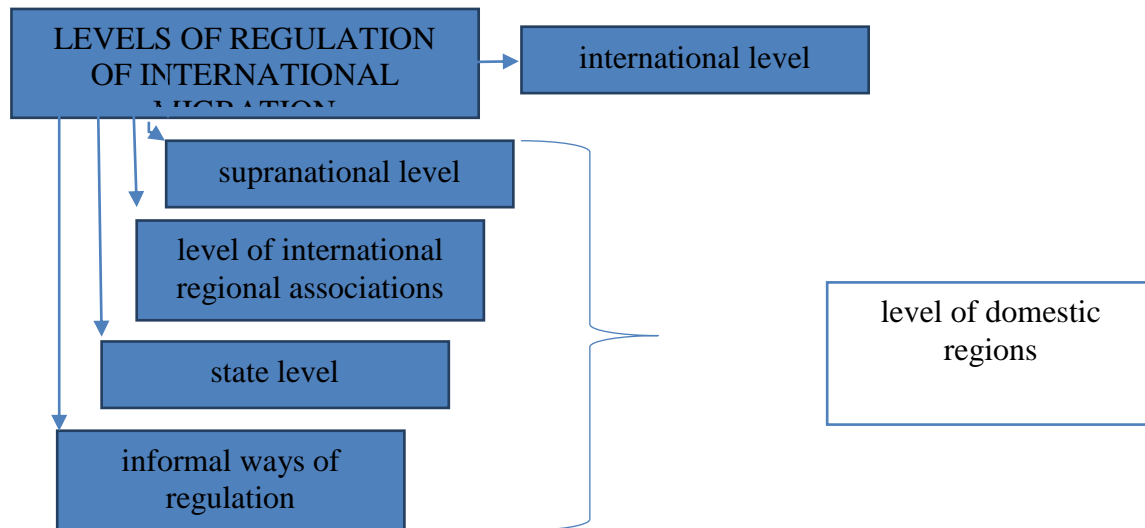 LEVELS OF REGULATION
OF INTERNATIONAL
MIGRATION
international level
supranational level
level of international
regional associations
state level
informal ways of
regulation
level of domestic
regions